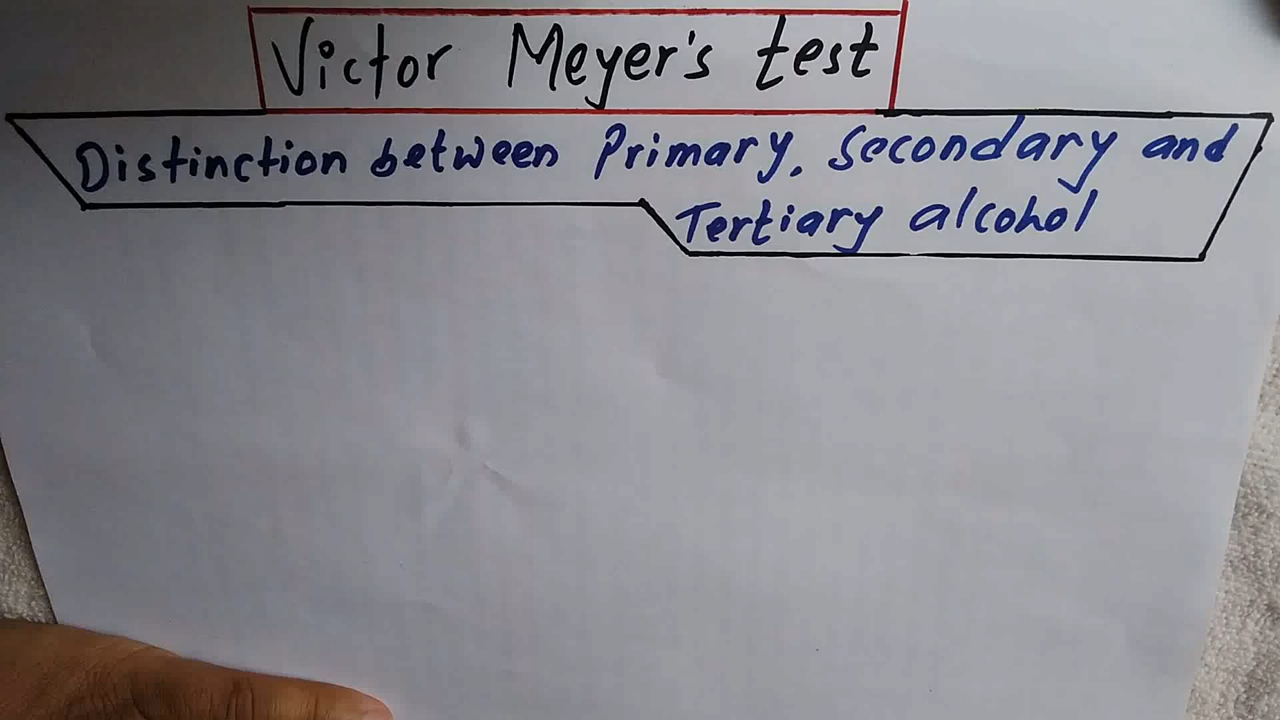 Victor Meyer's test
Distinction between Primary, Secondary and
Tertiary alcohol